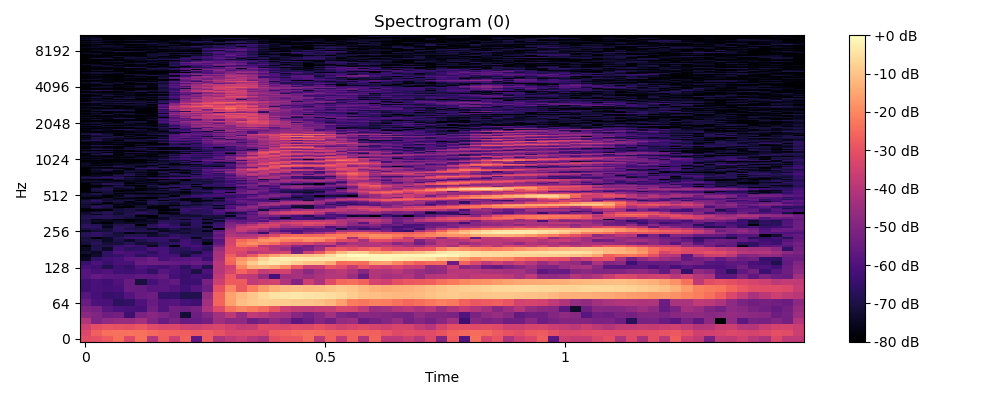 Spectrogram (0)
8192
4096
2048
1024
512
256
128
64
0
Hz
0
0.5
1
Time
+0 dB
-10 dB
-20 dB
-30 dB
-40 dB
-50 dB
-60 dB
-70 dB
-80 dB